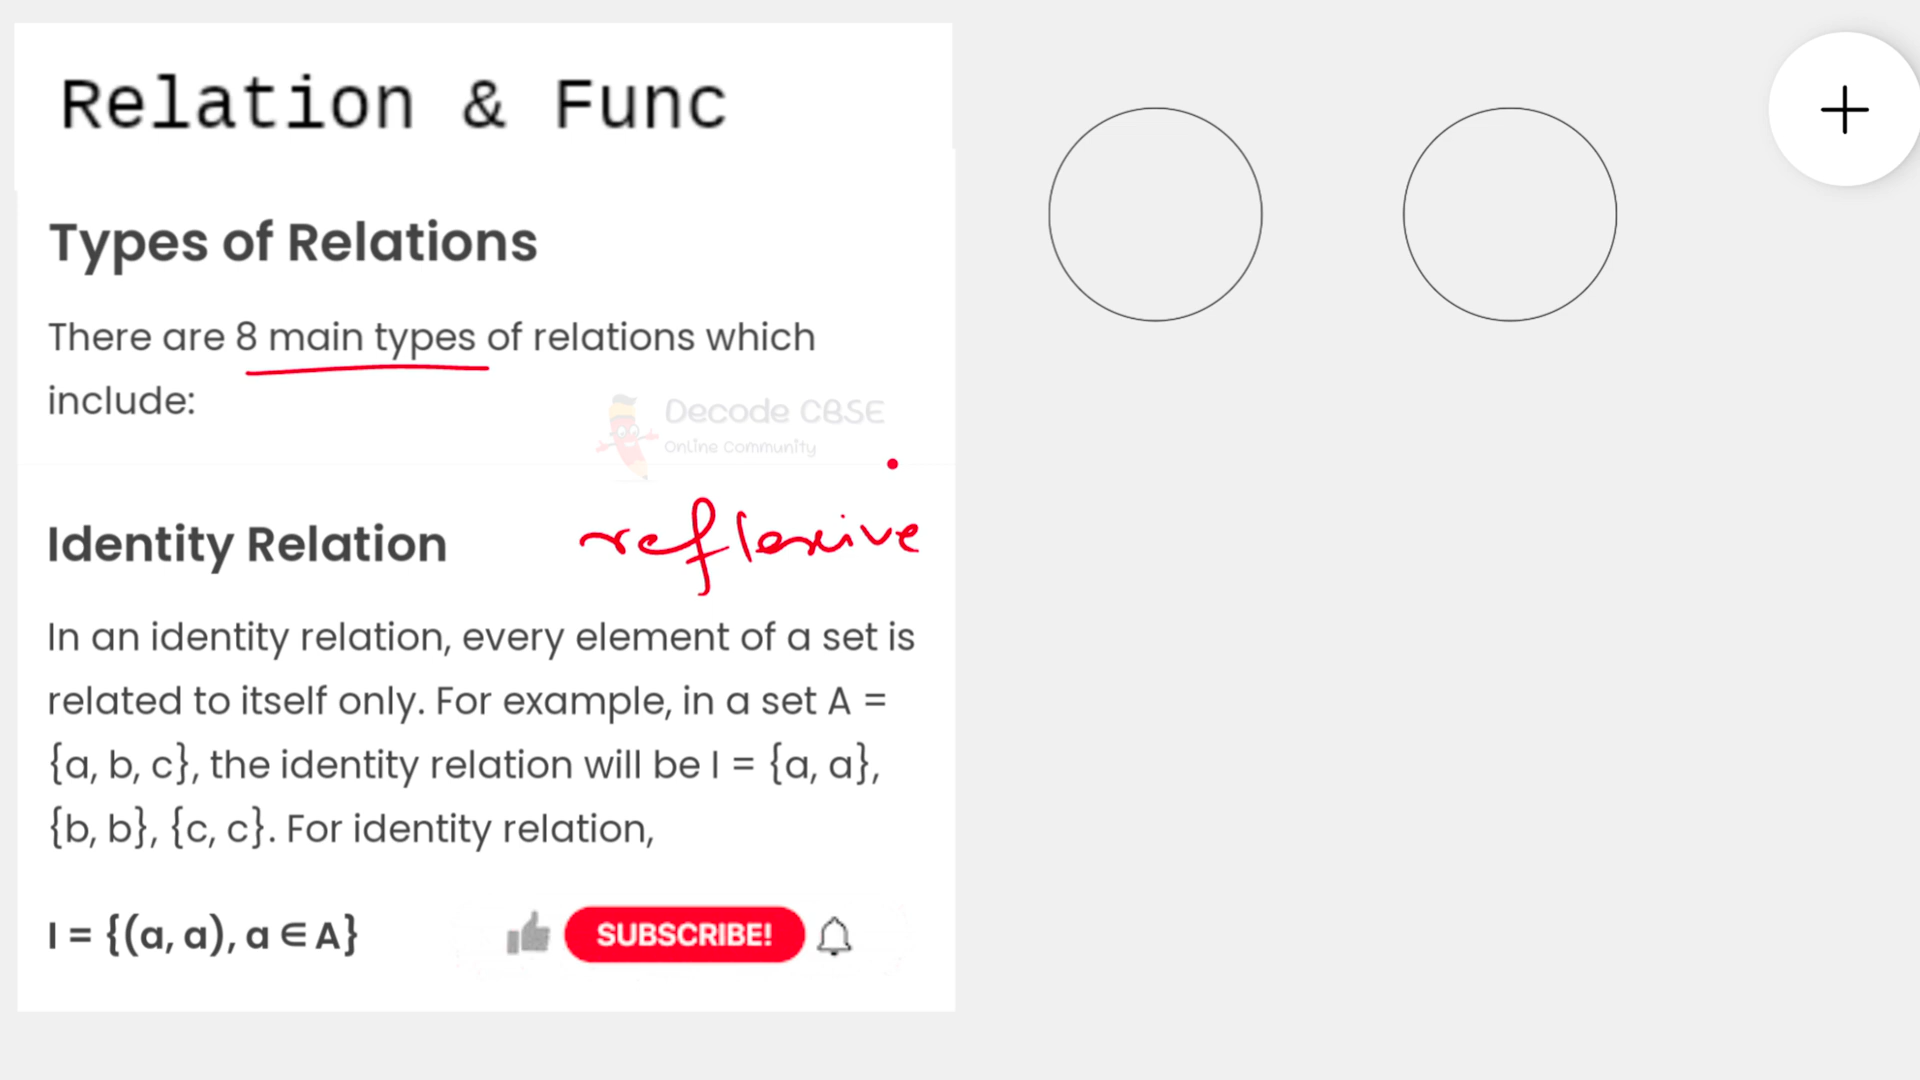 Relation & Func
Types of Relations
There are 8 main types of relations which
include:
Decode CBSE
Online Community
Identity Relation
reflexive
In an identity relation, every element of a set is
related to itself only. For example, in a set A =
{a, b, c}, the identity relation will be I = {a, a},
{b, b}, {c, c}. For identity relation,
I = {(a, a), a ∈ A}
SUBSCRIBE!